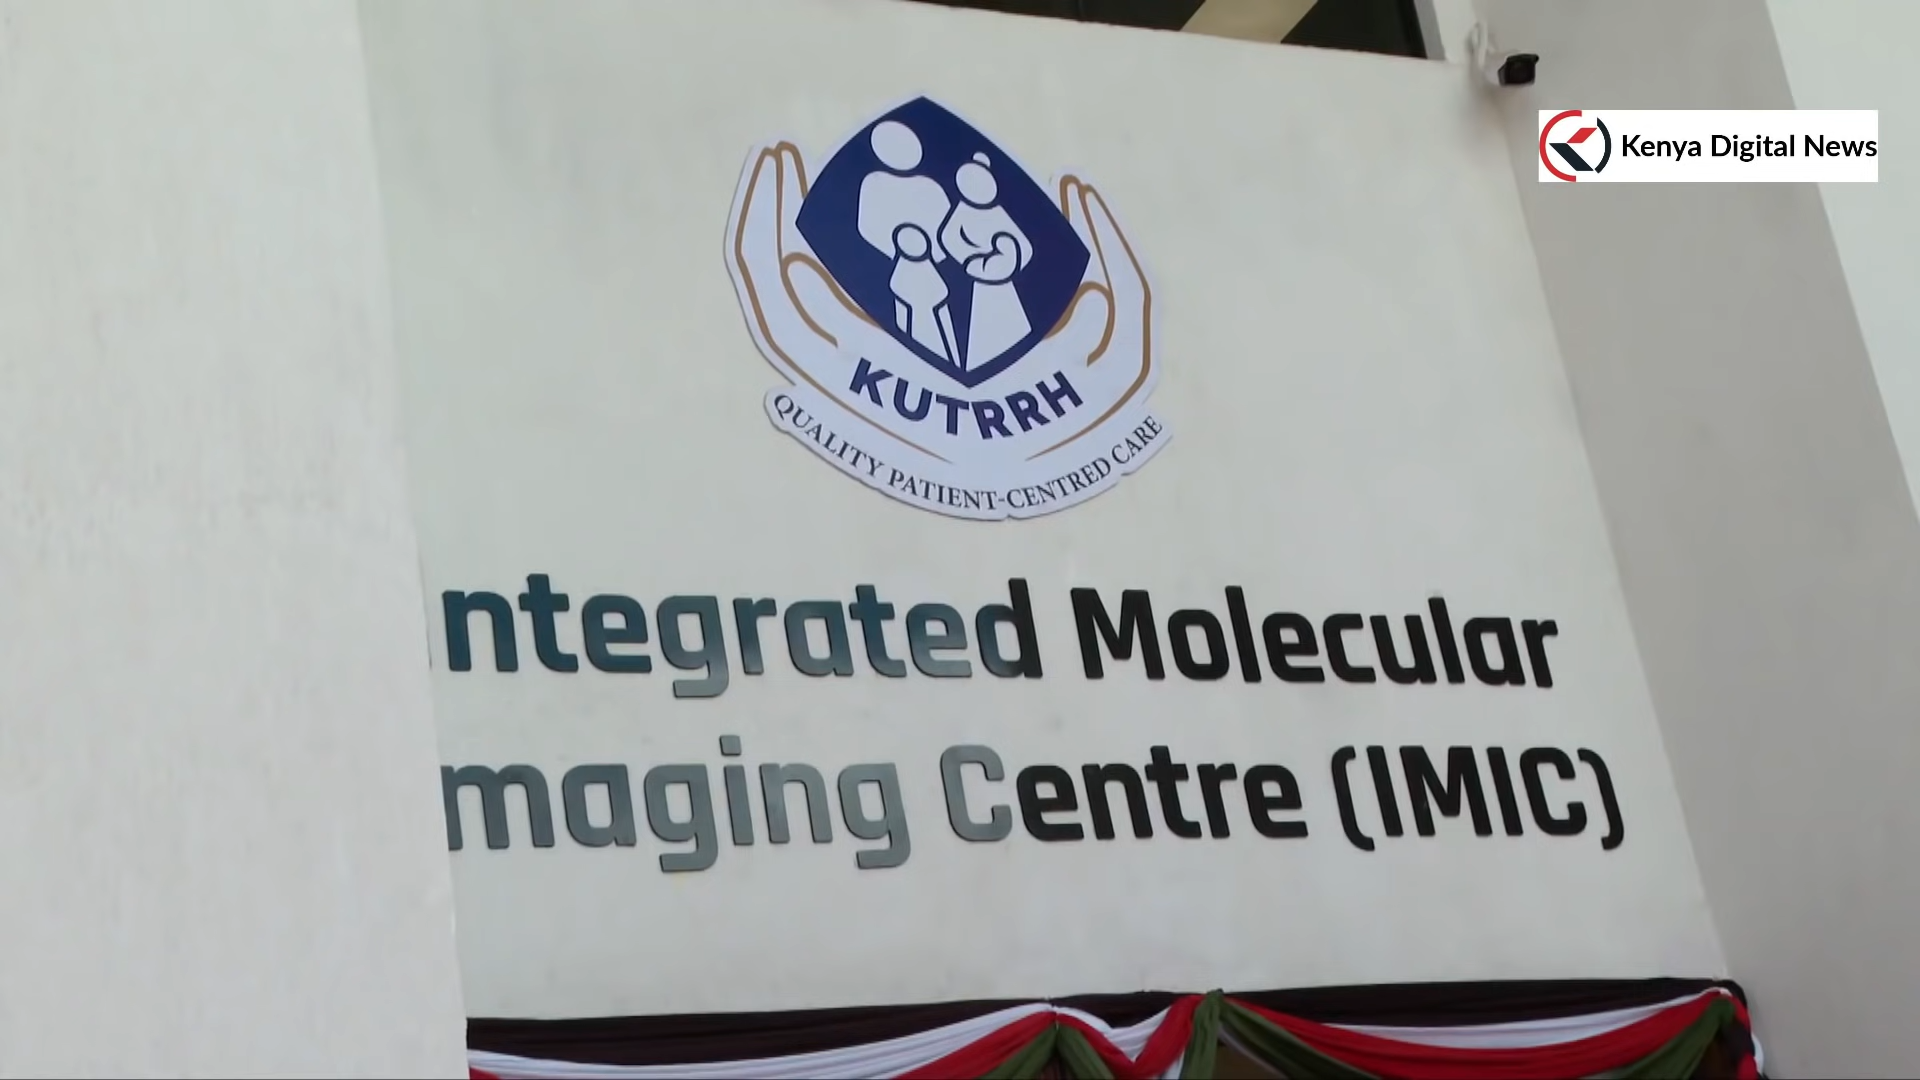 Kenya Digital News
KUTRRH
QUALITY PATIENT-CENTRED CARE
ntegrated Molecular
maging Centre (IMIC)